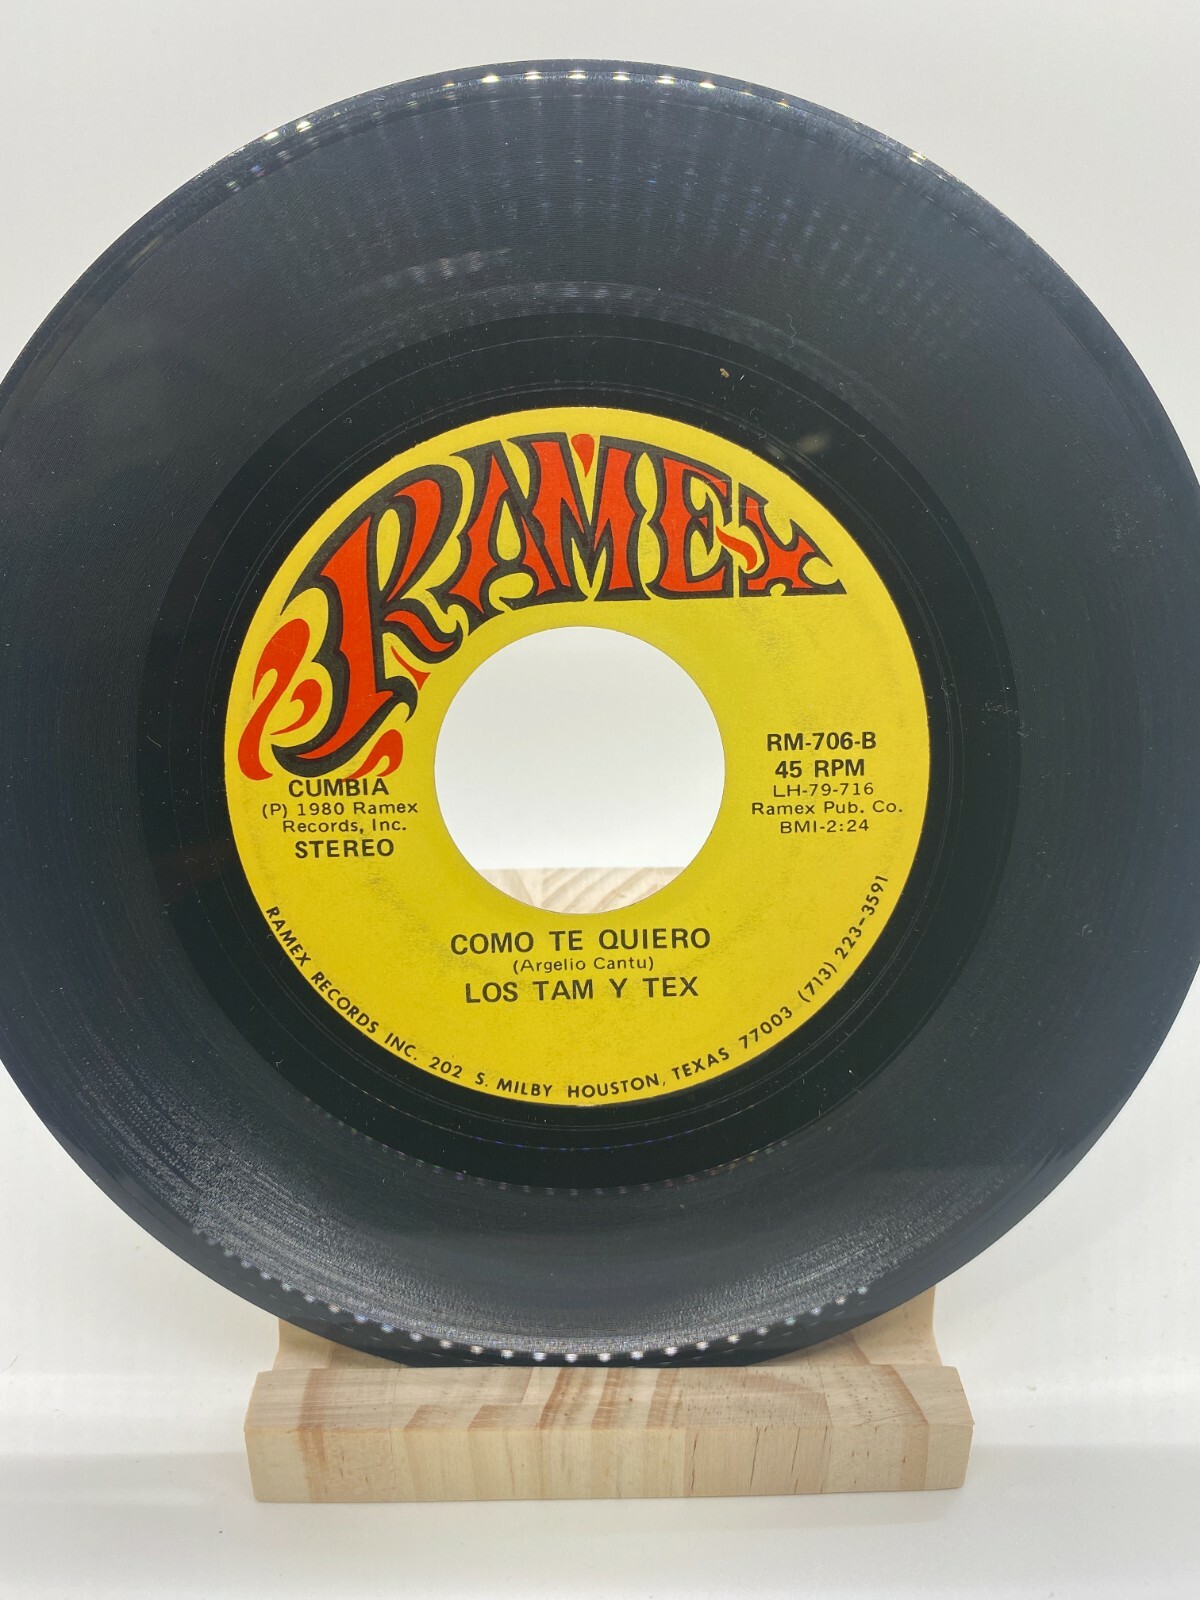 RAMEX
CUMBIA
(P) 1980 Ramex
Records, Inc.
STEREO
RM-706-B
45 RPM
LH-79-716
Ramex Pub. Co.
BMI-2:24
COMO TE QUIERO
(Argelio Cantu)
LOS TAM Y TEX
RAMEX RECORDS INC. 202 S. MILBY HOUSTON, TEXAS 77003 (713) 223-3591